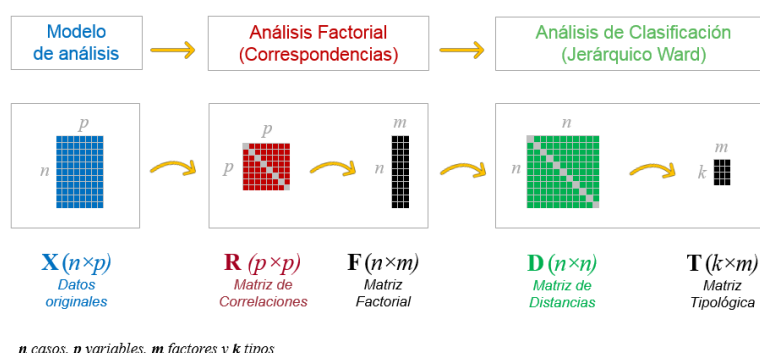 Modelo
de análisis
Análisis Factorial
(Correspondencias)
Análisis de Clasificación
(Jerárquico Ward)
p
n
p
p
m
n
n
n
m
k
X (n×p)
Datos
originales
R (p×p)
Matriz de
Correlaciones
F (n×m)
Matriz
Factorial
D (n×n)
Matriz de
Distancias
T (k×m)
Matriz
Tipológica
n casos, p variables, m factores y k tipos